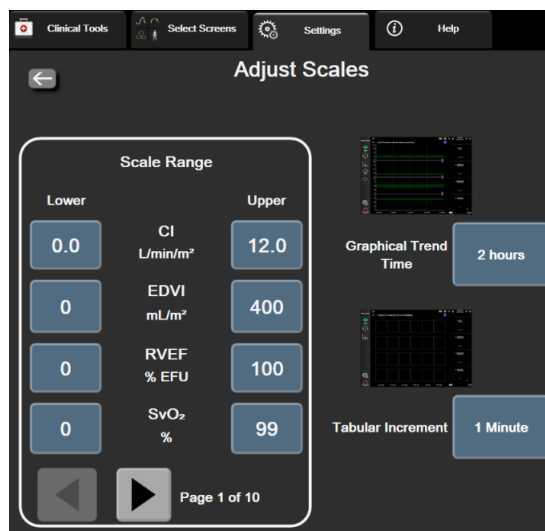 Clinical Tools
Select Screens
Settings
Help
Adjust Scales
Scale Range
Lower
Upper
0.0
CI
L/min/m²
12.0
0
EDVI
mL/m²
400
0
RVEF
% EFU
100
0
SvO₂
%
99
Page 1 of 10
Graphical Trend
Time
2 hours
Tabular Increment
1 Minute